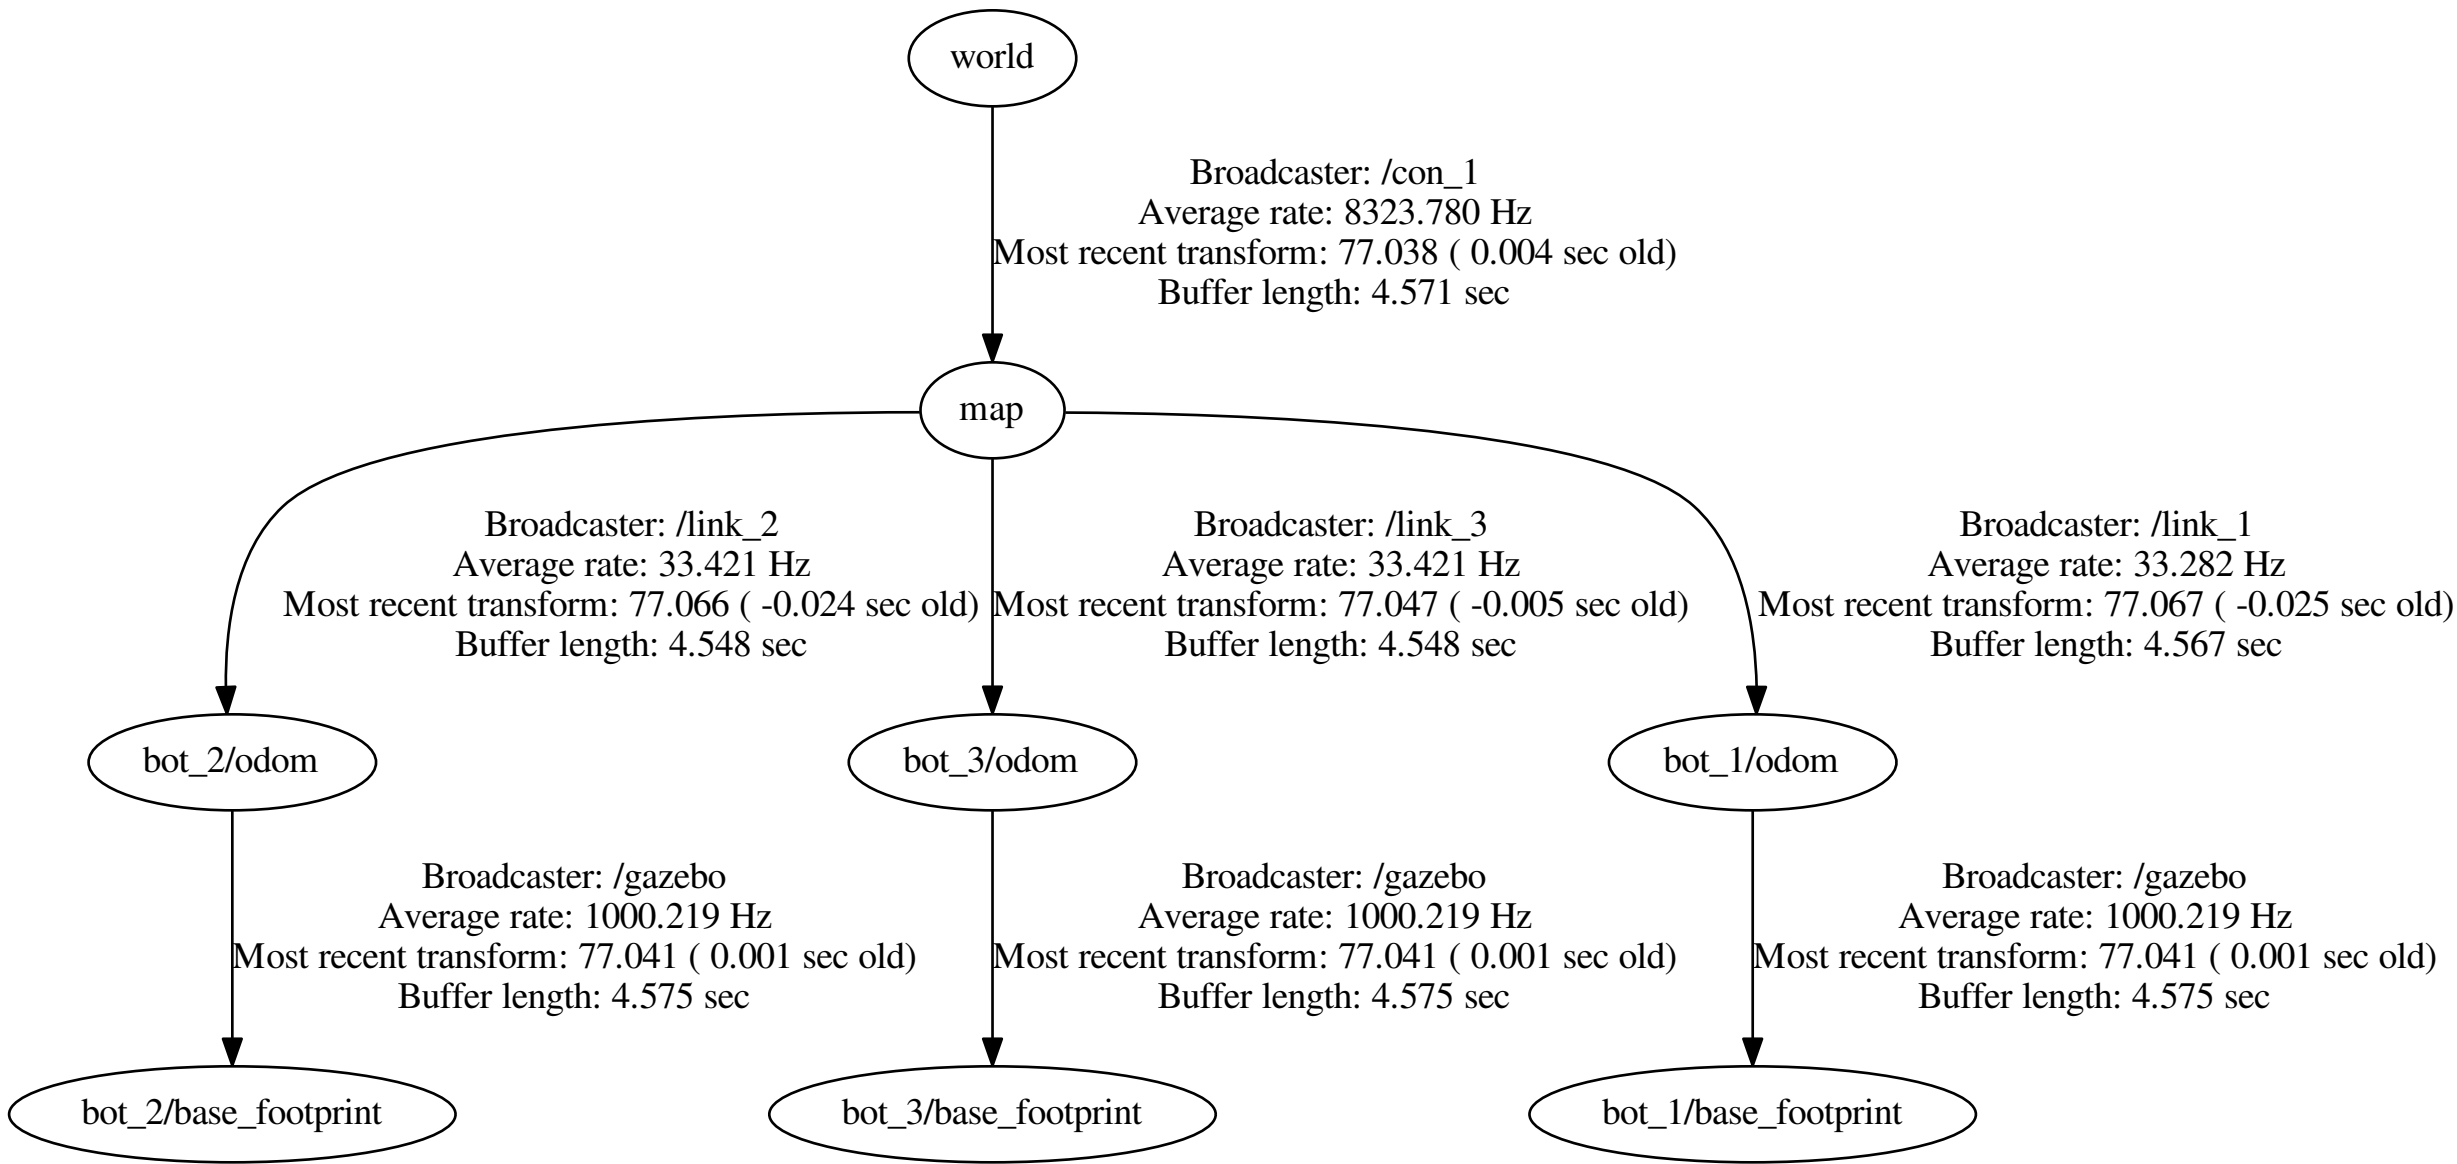 world
Broadcaster: /con_1
Average rate: 8323.780 Hz
Most recent transform: 77.038 ( 0.004 sec old)
Buffer length: 4.571 sec
map
Broadcaster: /link_2
Average rate: 33.421 Hz
Most recent transform: 77.066 ( -0.024 sec old)
Buffer length: 4.548 sec
Broadcaster: /link_3
Average rate: 33.421 Hz
Most recent transform: 77.047 ( -0.005 sec old)
Buffer length: 4.548 sec
Broadcaster: /link_1
Average rate: 33.282 Hz
Most recent transform: 77.067 ( -0.025 sec old)
Buffer length: 4.567 sec
bot_2/odom
bot_3/odom
bot_1/odom
Broadcaster: /gazebo
Average rate: 1000.219 Hz
Most recent transform: 77.041 ( 0.001 sec old)
Buffer length: 4.575 sec
Broadcaster: /gazebo
Average rate: 1000.219 Hz
Most recent transform: 77.041 ( 0.001 sec old)
Buffer length: 4.575 sec
Broadcaster: /gazebo
Average rate: 1000.219 Hz
Most recent transform: 77.041 ( 0.001 sec old)
Buffer length: 4.575 sec
bot_2/base_footprint
bot_3/base_footprint
bot_1/base_footprint